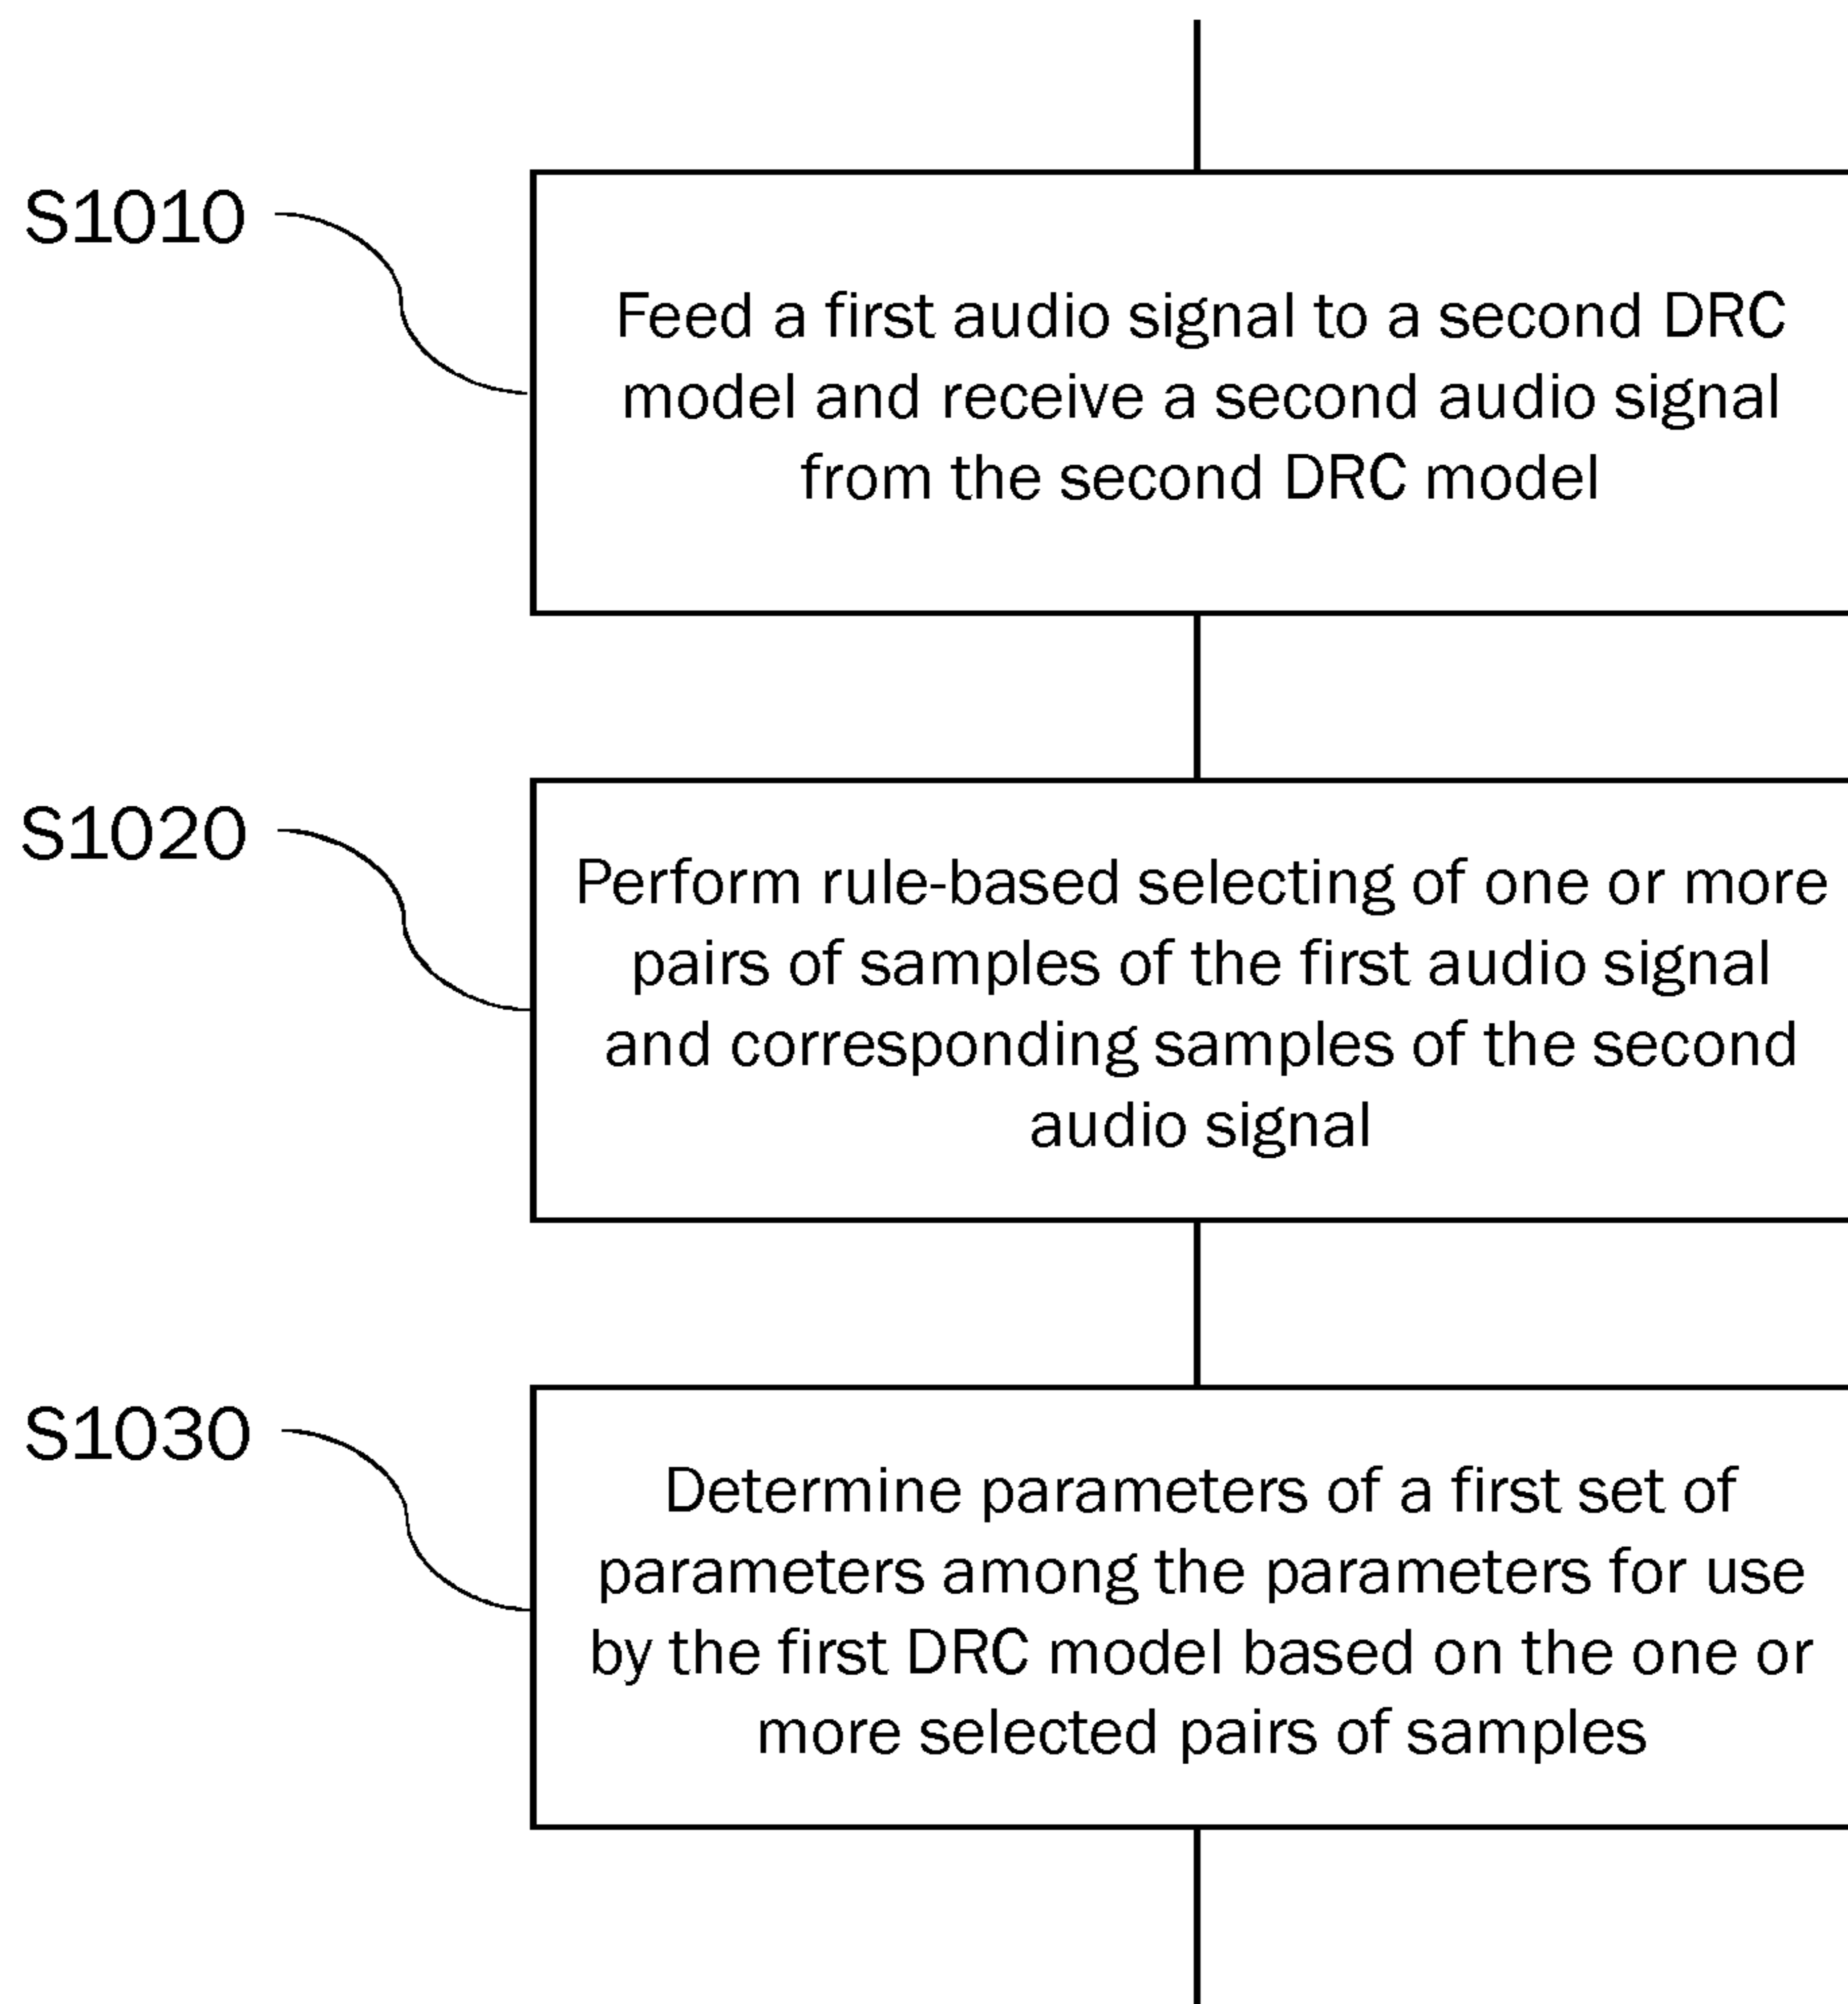 S1010
Feed a first audio signal to a second DRC
model and receive a second audio signal
from the second DRC model
S1020
Perform rule-based selecting of one or more
pairs of samples of the first audio signal
and corresponding samples of the second
audio signal
S1030
Determine parameters of a first set of
parameters among the parameters for use
by the first DRC model based on the one or
more selected pairs of samples